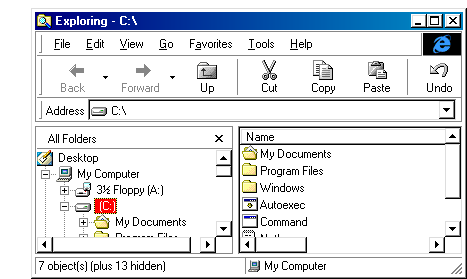 Exploring - C:\
File Edit View Go Favorites Tools Help
Back Forward Up Cut Copy Paste Undo
Address C:\
All Folders
Desktop
My Computer
3½ Floppy (A:)
(C:
My Documents
Program Files
Name
My Documents
Program Files
Windows
Autoexec
Command
7 object(s) (plus 13 hidden)
My Computer